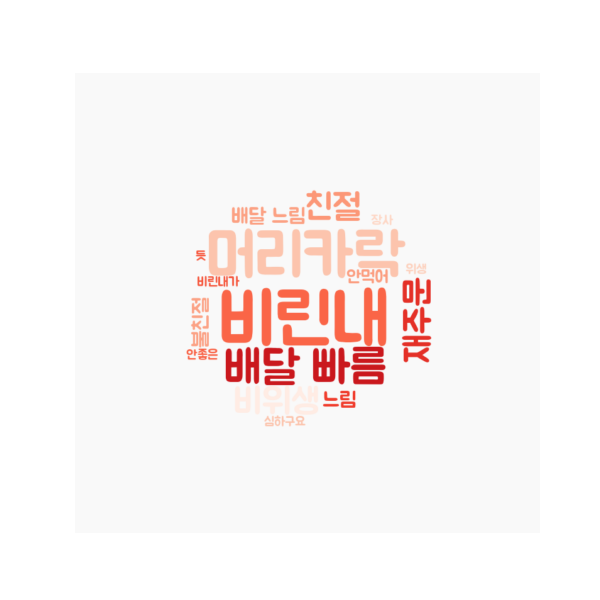 친절
배달 느림
장사
머리카락
듯
위생
안먹어
비린내가
비린내
재주문
불친절
안좋은
배달 빠름
비위생
느림
심하구요